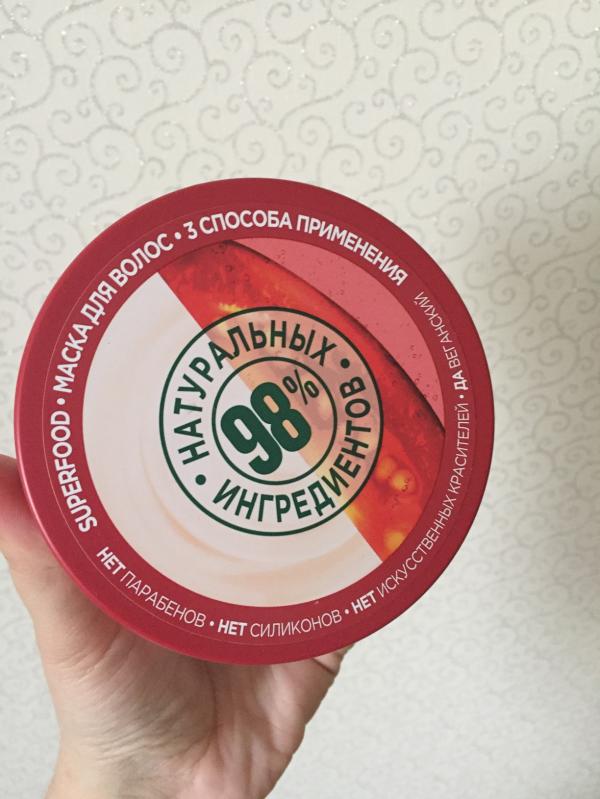 SUPERFOOD • МАСКА ДЛЯ ВОЛОС • 3 СПОСОБА ПРИМЕНЕНИЯ
НЕТ ПАРАБЕНОВ • НЕТ СИЛИКОНОВ • НЕТ ИСКУССТВЕННЫХ КРАСИТЕЛЕЙ • ДА ВЕГАНСКИЙ
98%
• НАТУРАЛЬНЫХ •
ИНГРЕДИЕНТОВ